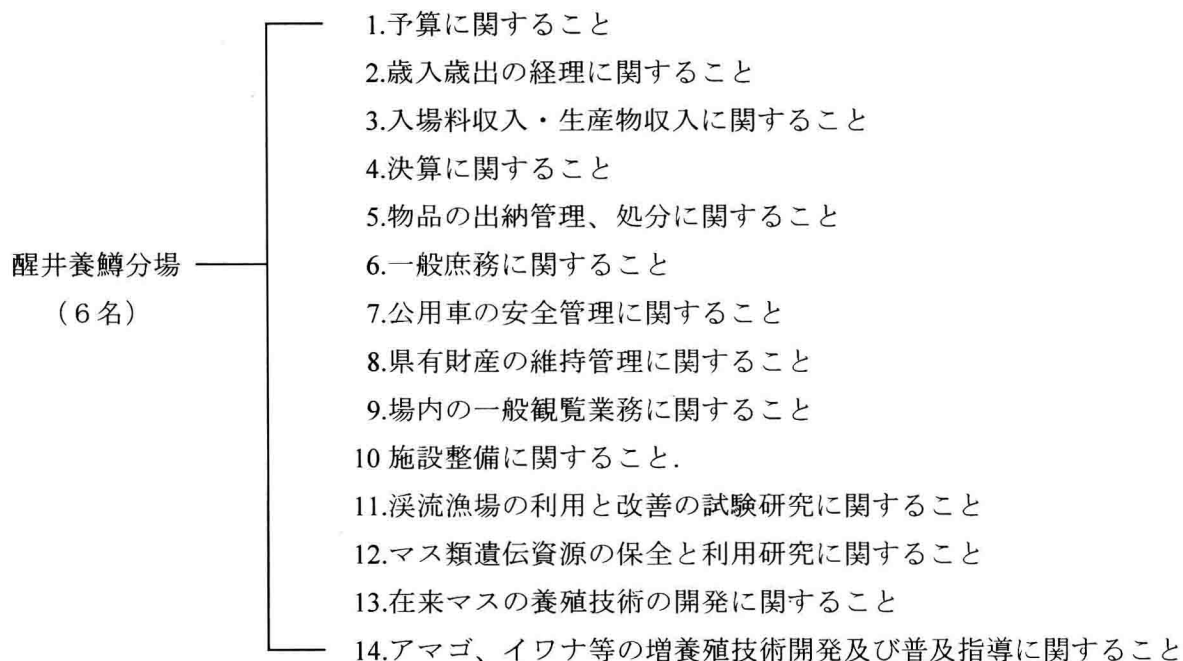 1.予算に関すること
2.歳入歳出の経理に関すること
3.入場料収入・生産物収入に関すること
4.決算に関すること
5.物品の出納管理、処分に関すること
醒井養鱒分場
（６名）
6.一般庶務に関すること
7.公用車の安全管理に関すること
8.県有財産の維持管理に関すること
9.場内の一般観覧業務に関すること
10 施設整備に関すること.
11.渓流漁場の利用と改善の試験研究に関すること
12.マス類遺伝資源の保全と利用研究に関すること
13.在来マスの養殖技術の開発に関すること
14.アマゴ、イワナ等の増養殖技術開発及び普及指導に関すること